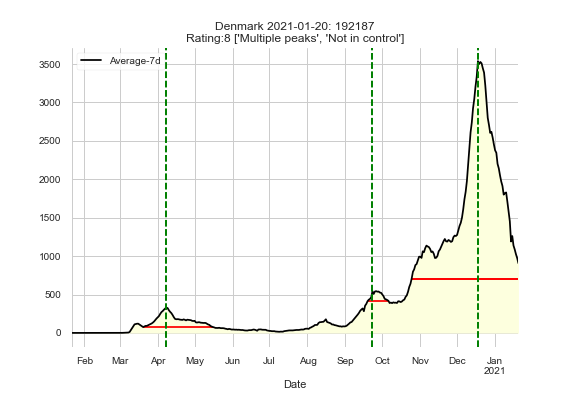 Denmark 2021-01-20: 192187
Rating:8 ['Multiple peaks', 'Not in control']
Average-7d
3500
3000
2500
2000
1500
1000
500
0
Feb Mar Apr May Jun Jul Aug Sep Oct Nov Dec Jan
2021
Date